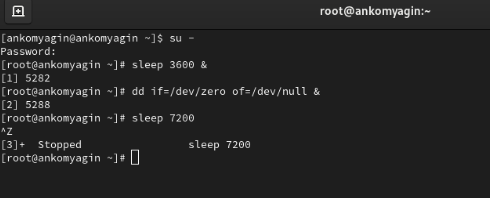 root@ankomyagin:~
[ankomyagin@ankomyagin ~]$ su -
Password:
[root@ankomyagin ~]# sleep 3600 &
[1] 5282
[root@ankomyagin ~]# dd if=/dev/zero of=/dev/null &
[2] 5288
[root@ankomyagin ~]# sleep 7200
^Z
[3]+  Stopped                 sleep 7200
[root@ankomyagin ~]#